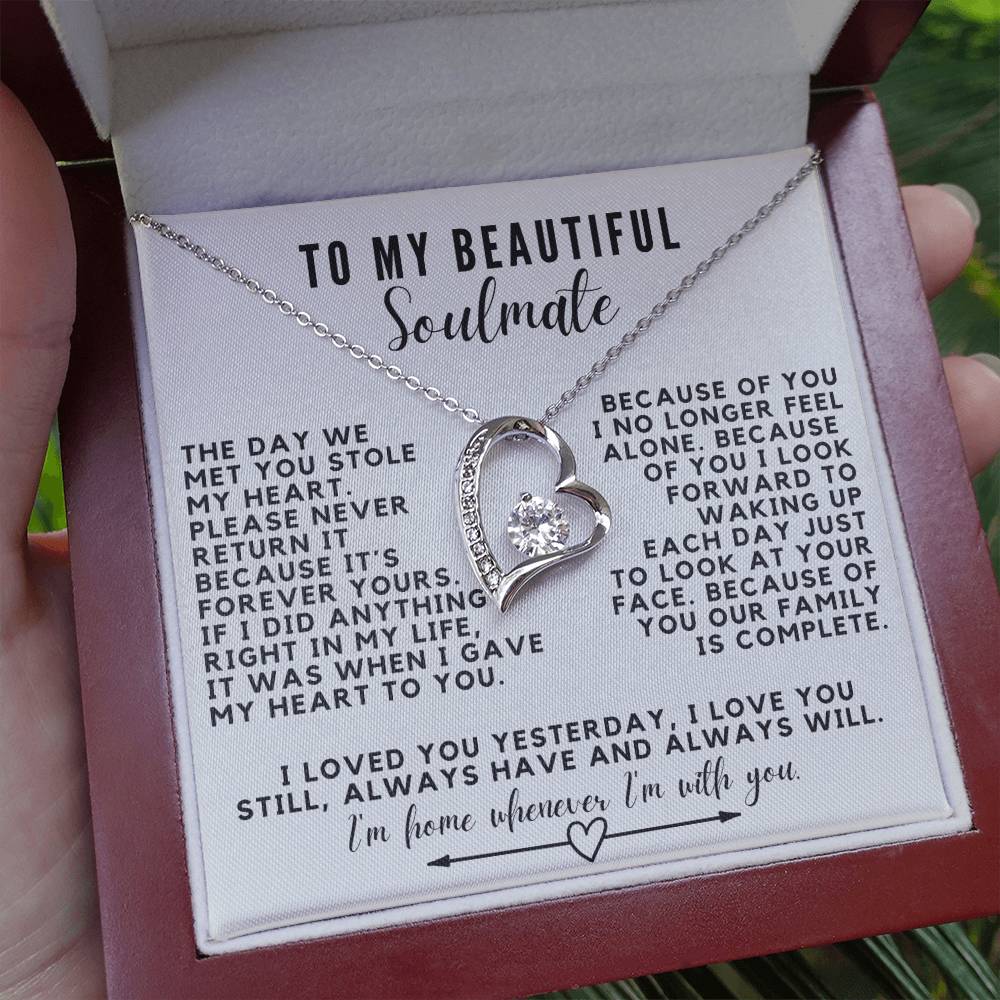 TO MY BEAUTIFUL
Soulmate
THE DAY WE
MET YOU STOLE
MY HEART.
PLEASE NEVER
RETURN IT
BECAUSE IT'S
FOREVER YOURS.
IF I DID ANYTHING
RIGHT IN MY LIFE,
IT WAS WHEN I GAVE
MY HEART TO YOU.
BECAUSE OF YOU
I NO LONGER FEEL
ALONE. BECAUSE
OF YOU I LOOK
FORWARD TO
WAKING UP
EACH DAY JUST
TO LOOK AT YOUR
FACE. BECAUSE OF
YOU OUR FAMILY
IS COMPLETE.
I LOVED YOU YESTERDAY, I LOVE YOU
STILL, ALWAYS HAVE AND ALWAYS WILL.
I'm home whenever I'm with you.